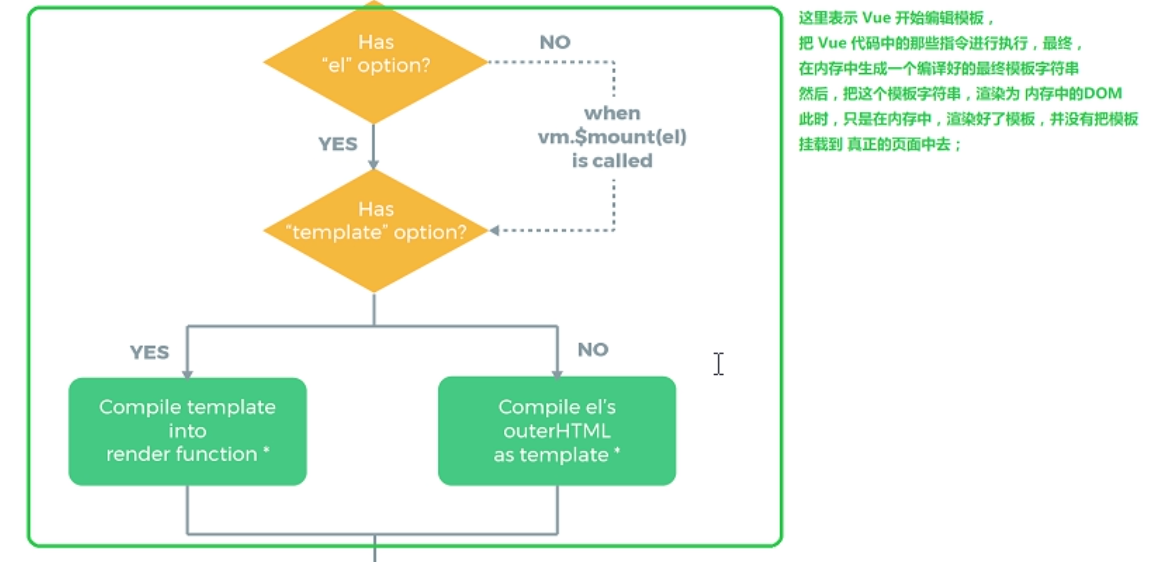 Has
“el” option?
NO
when
vm.$mount(el)
is called
YES
Has
“template” option?
YES
NO
Compile template
into
render function *
Compile el’s
outerHTML
as template *
这里表示 Vue 开始编辑模板，
把 Vue 代码中的那些指令进行执行，最终，
在内存中生成一个编译好的最终模板字符串
然后，把这个模板字符串，渲染为 内存中的DOM
此时，只是在内存中，渲染好了模板，并没有把模板
挂载到 真正的页面中去；